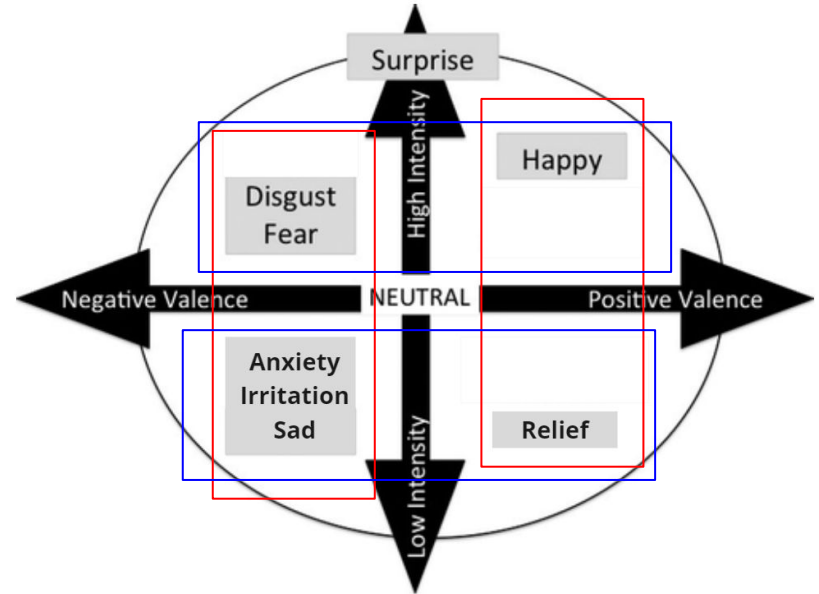 Surprise
High Intensity
Happy
Disgust
Fear
Negative Valence
NEUTRAL
Positive Valence
Anxiety
Irritation
Sad
Relief
Low Intensity